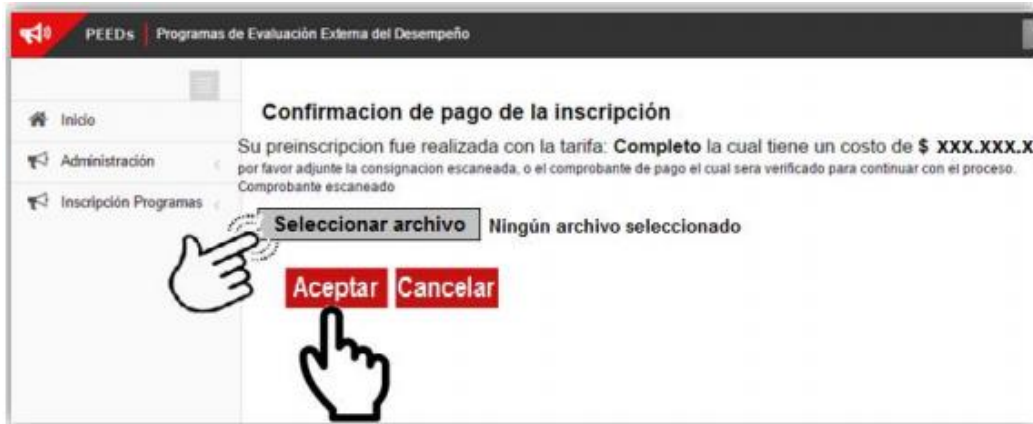 PEEDs Programas de Evaluación Externa del Desempeño
Inicio
Administración
Inscripción Programas
Confirmacion de pago de la inscripción
Su preinscripcion fue realizada con la tarifa: Completo la cual tiene un costo de $ XXX.XXX.X
por favor adjunte la consignacion escaneada, o el comprobante de pago el cual sera verificado para continuar con el proceso.
Comprobante escaneado
Seleccionar archivo Ningún archivo seleccionado
Aceptar Cancelar